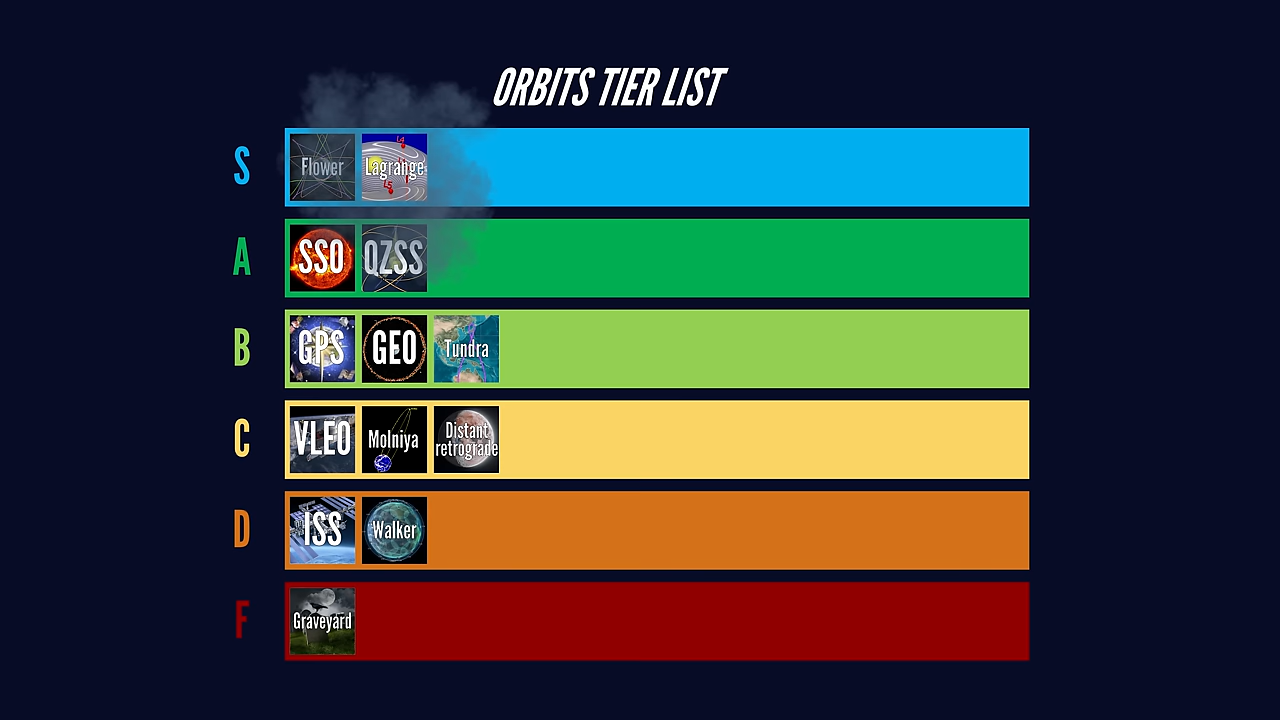 ORBITS TIER LIST
S
Flower
Lagrange
A
SSO
QZSS
B
GPS
GEO
Tundra
C
VLEO
Molniya
Distant
retrograde
D
ISS
Walker
F
Graveyard